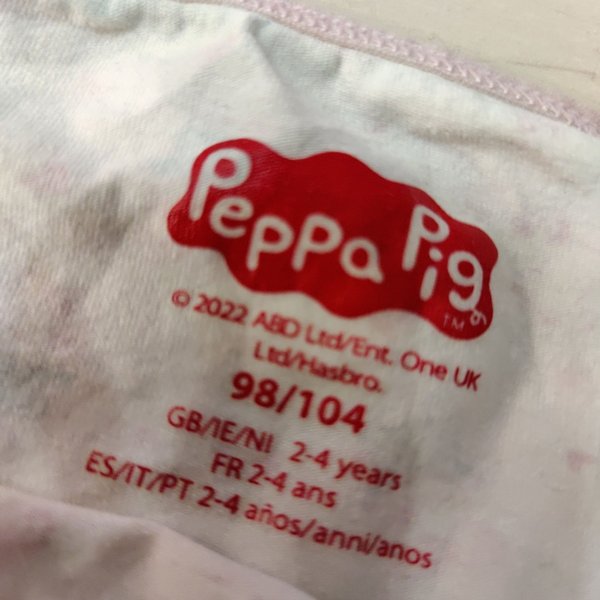 Peppa Pig
TM
© 2022 ABD Ltd/Ent. One UK
Ltd/Hasbro.
98/104
GB/IE/NI 2-4 years
FR 2-4 ans
ES/IT/PT 2-4 años/anni/anos